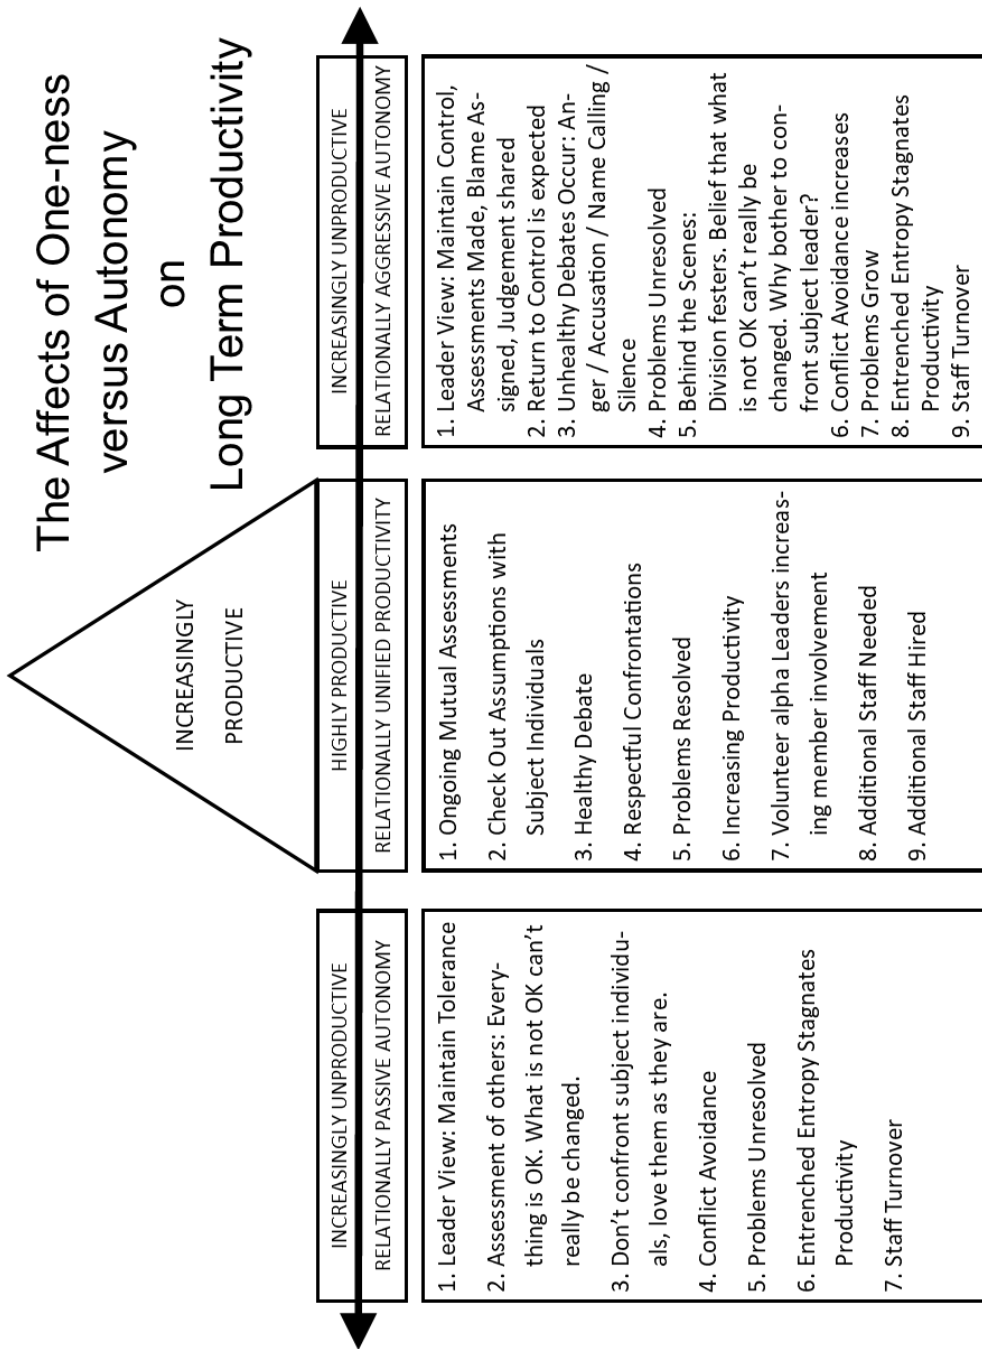 The Affects of One-ness
versus Autonomy
on
Long Term Productivity
INCREASINGLY
PRODUCTIVE
INCREASINGLY UNPRODUCTIVE
RELATIONALLY PASSIVE AUTONOMY
1. Leader View: Maintain Tolerance
2. Assessment of others: Every-
thing is OK. What is not OK can't
really be changed.
3. Don't confront subject individu-
als, love them as they are.
4. Conflict Avoidance
5. Problems Unresolved
6. Entrenched Entropy Stagnates
Productivity
7. Staff Turnover
HIGHLY PRODUCTIVE
RELATIONALLY UNIFIED PRODUCTIVITY
1. Ongoing Mutual Assessments
2. Check Out Assumptions with
Subject Individuals
3. Healthy Debate
4. Respectful Confrontations
5. Problems Resolved
6. Increasing Productivity
7. Volunteer alpha Leaders increas-
ing member involvement
8. Additional Staff Needed
9. Additional Staff Hired
INCREASINGLY UNPRODUCTIVE
RELATIONALLY AGGRESSIVE AUTONOMY
1. Leader View: Maintain Control,
Assessments Made, Blame As-
signed, Judgement shared
2. Return to Control is expected
3. Unhealthy Debates Occur: An-
ger / Accusation / Name Calling /
Silence
4. Problems Unresolved
5. Behind the Scenes:
Division festers. Belief that what
is not OK can't really be
changed. Why bother to con-
front subject leader?
6. Conflict Avoidance increases
7. Problems Grow
8. Entrenched Entropy Stagnates
Productivity
9. Staff Turnover